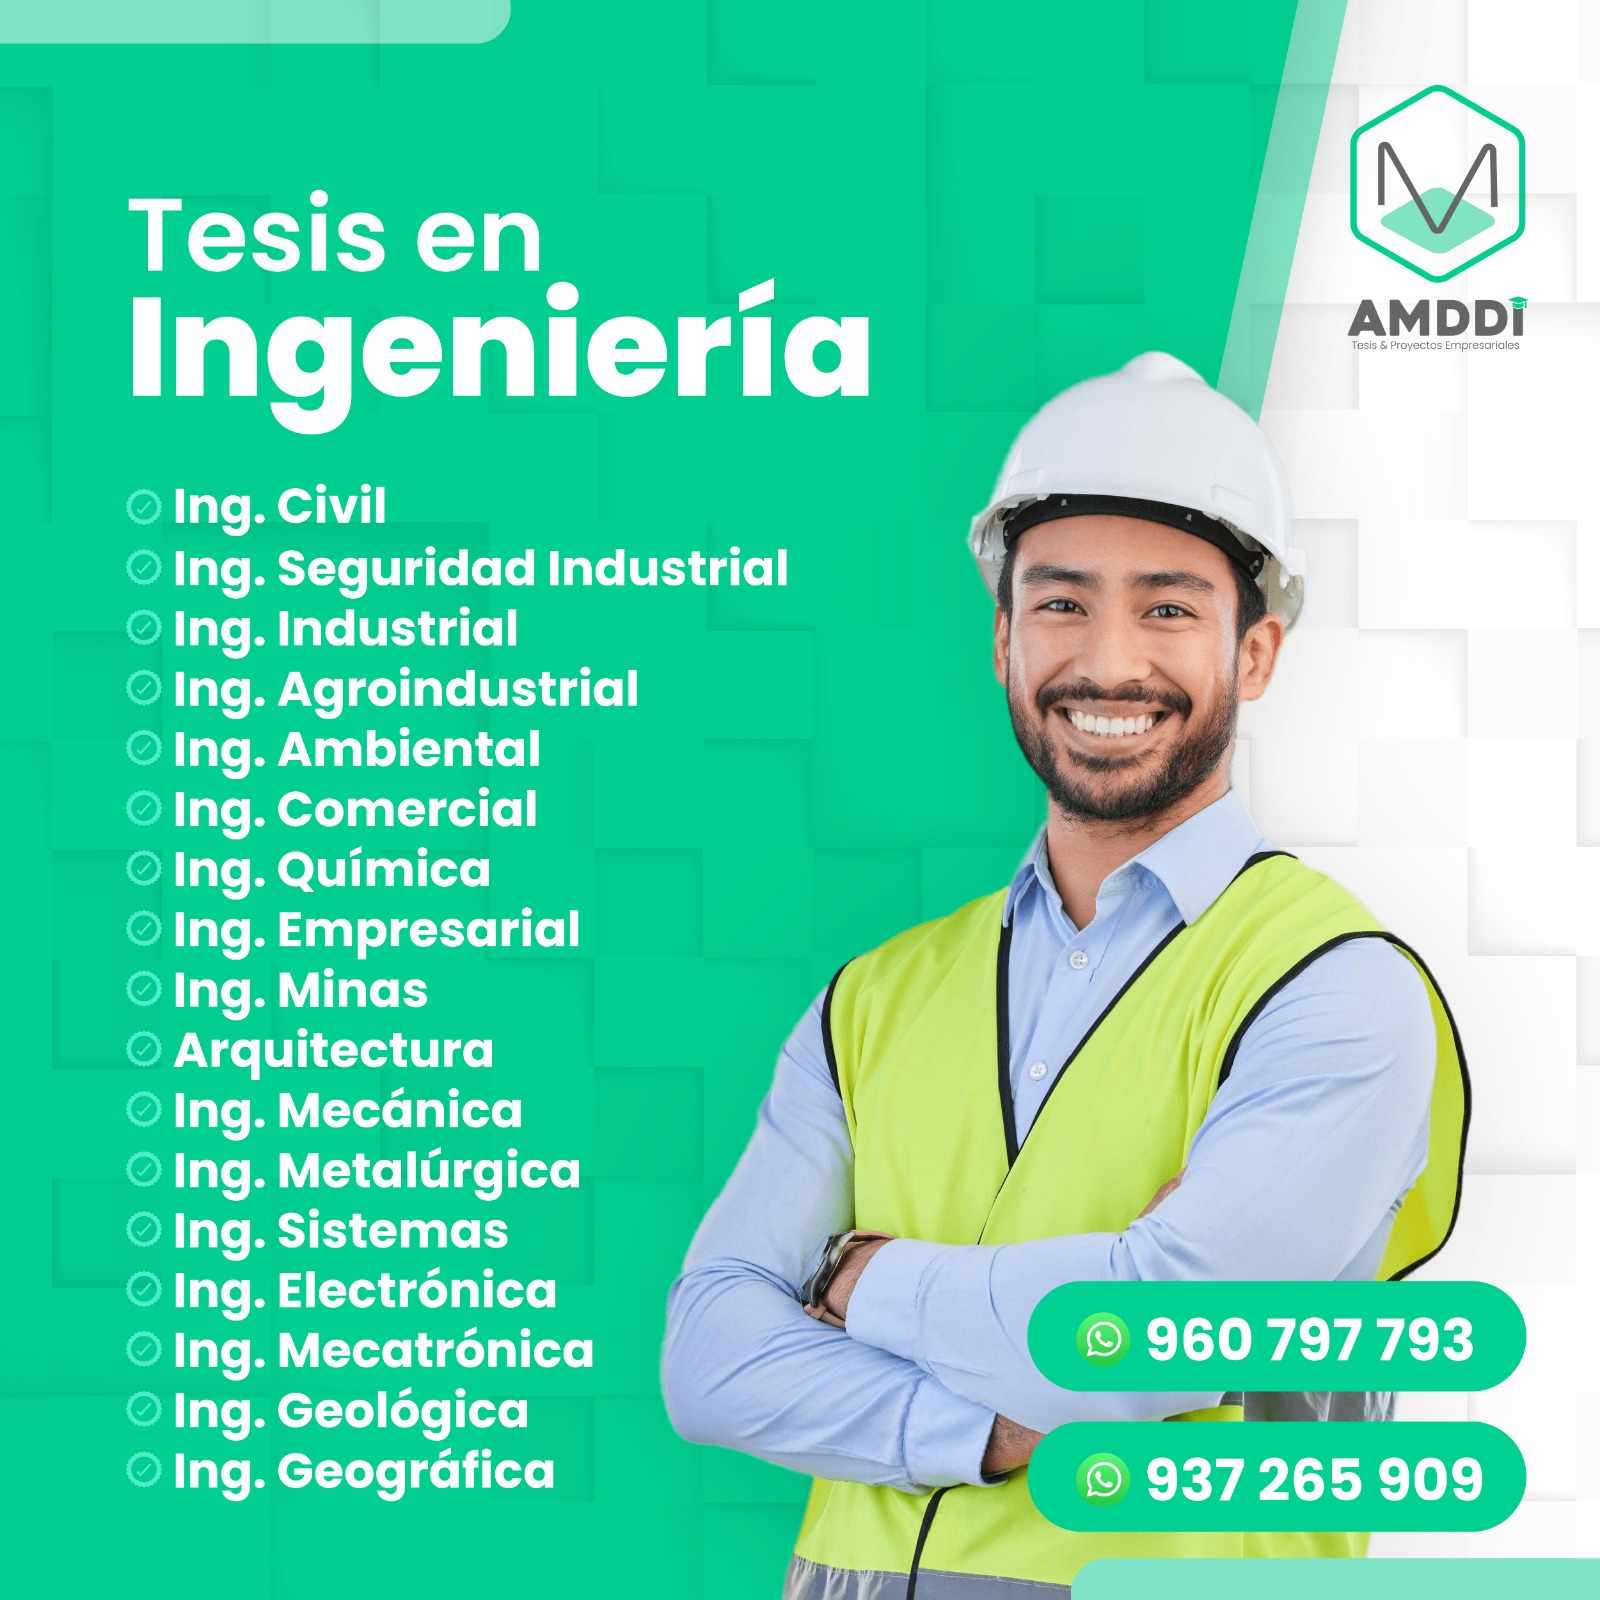 Tesis en
Ingeniería
AMDDi
Tesis & Proyectos Empresariales
Ing. Civil
Ing. Seguridad Industrial
Ing. Industrial
Ing. Agroindustrial
Ing. Ambiental
Ing. Comercial
Ing. Química
Ing. Empresarial
Ing. Minas
Arquitectura
Ing. Mecánica
Ing. Metalúrgica
Ing. Sistemas
Ing. Electrónica
Ing. Mecatrónica
Ing. Geológica
Ing. Geográfica
960 797 793
937 265 909